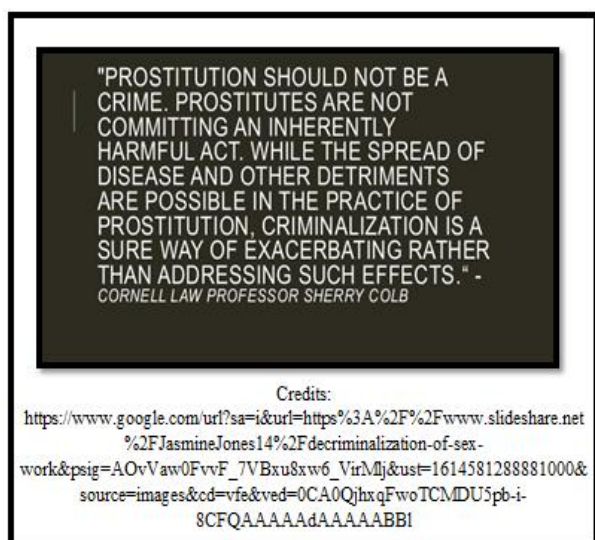 "PROSTITUTION SHOULD NOT BE A
CRIME. PROSTITUTES ARE NOT
COMMITTING AN INHERENTLY
HARMFUL ACT. WHILE THE SPREAD OF
DISEASE AND OTHER DETRIMENTS
ARE POSSIBLE IN THE PRACTICE OF
PROSTITUTION, CRIMINALIZATION IS A
SURE WAY OF EXACERBATING RATHER
THAN ADDRESSING SUCH EFFECTS.“ -
CORNELL LAW PROFESSOR SHERRY COLB
Credits:
https://www.google.com/url?sa=i&url=https%3A%2F%2Fwww.slideshare.net
%2FJasmineJones14%2Fdecriminalization-of-sex-
work&psig=AOvVaw0FvvF_7VBxu8xw6_VirMlj&ust=1614581288881000&
source=images&cd=vfe&ved=0CA0QjhxqFwoTCMDU5pb-i-
8CFQAAAAAdAAAAABBl